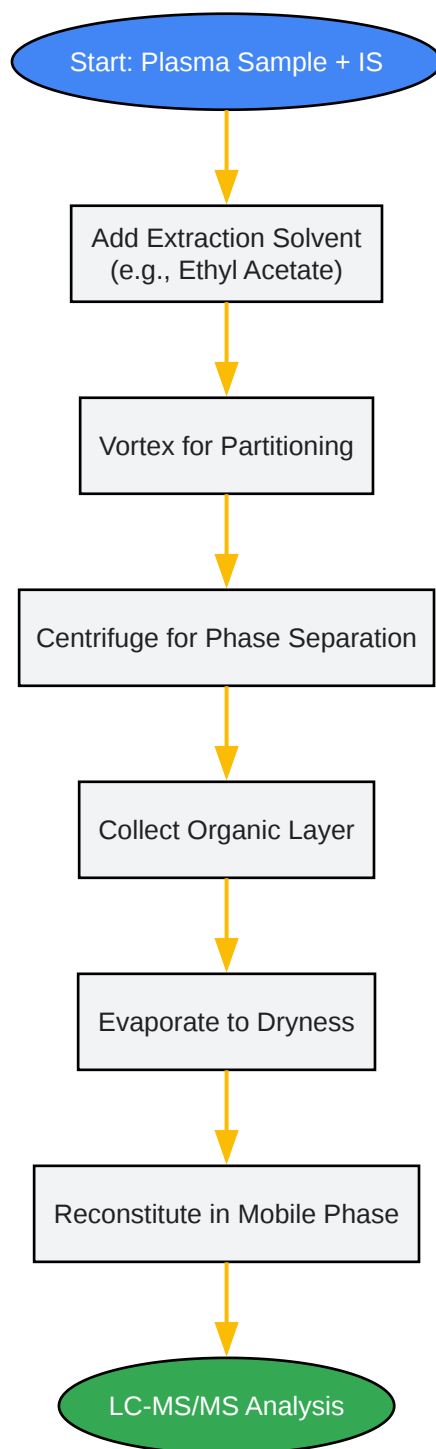 Start: Plasma Sample + IS
Add Extraction Solvent
(e.g., Ethyl Acetate)
Vortex for Partitioning
Centrifuge for Phase Separation
Collect Organic Layer
Evaporate to Dryness
Reconstitute in Mobile Phase
LC-MS/MS Analysis